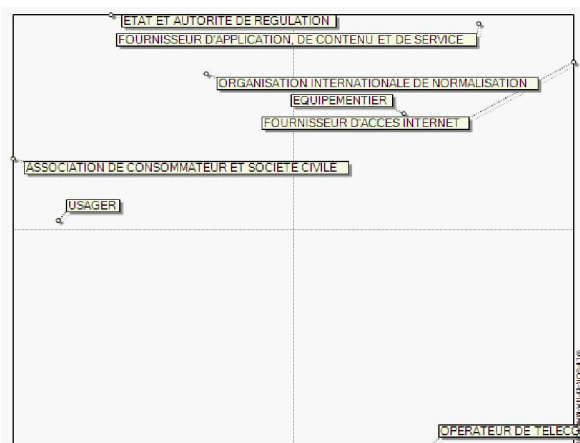 ETAT ET AUTORITE DE REGULATION
FOURNISSEUR D'APPLICATION, DE CONTENU ET DE SERVICE
ORGANISATION INTERNATIONALE DE NORMALISATION
EQUIPEMENTIER
FOURNISSEUR D'ACCES INTERNET
ASSOCIATION DE CONSOMMATEUR ET SOCIETE CIVILE
USAGER
OPERATEUR DE TELECO